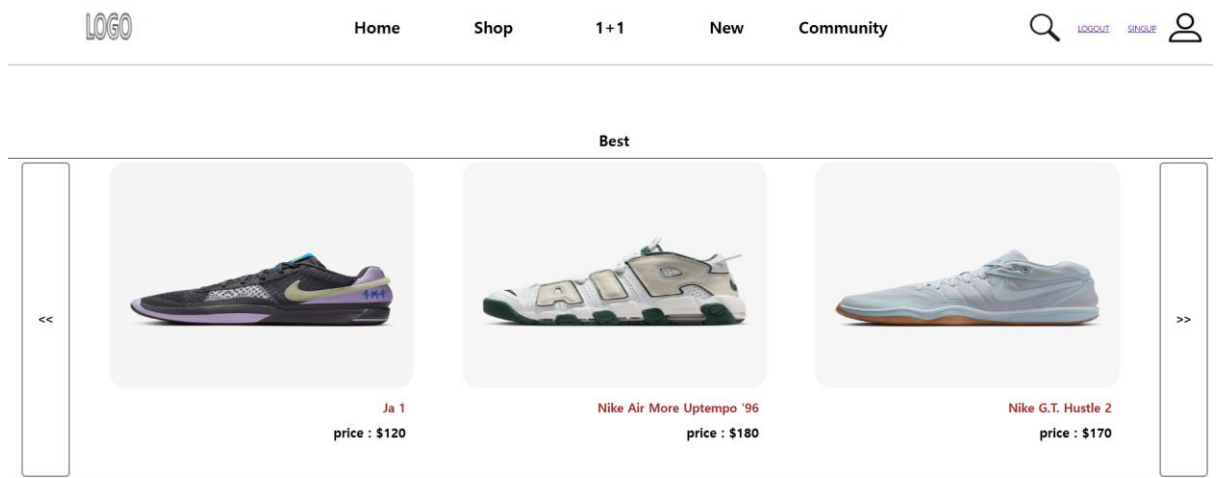 LOGO
Home
Shop
1+1
New
Community
LOGOUT
SINGUP
Best
<<
>>
Ja 1
price : $120
Nike Air More Uptempo '96
price : $180
Nike G.T. Hustle 2
price : $170